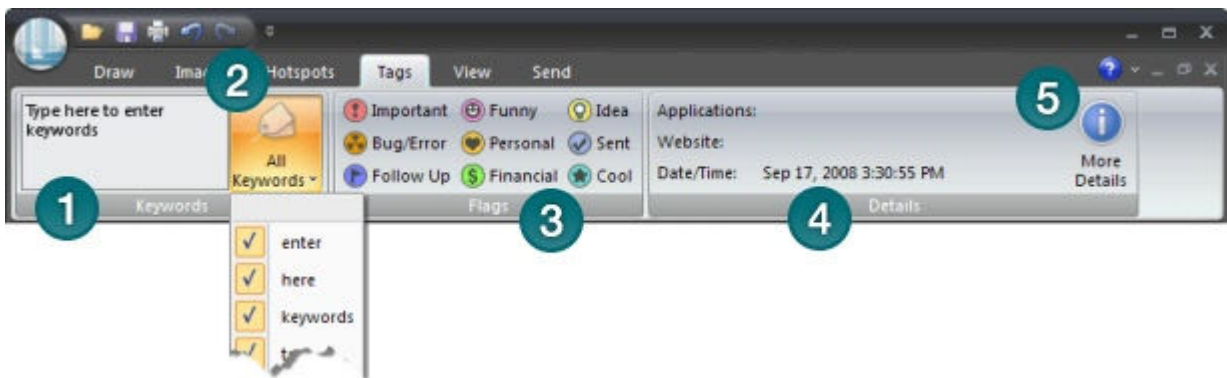 Draw Hotspots Tags View Send
2
5
Type here to enter
keywords
All
Keywords
Important Funny Idea
Bug/Error Personal Sent
Follow Up Financial Cool
Applications:
Website:
Date/Time: Sep 17, 2008 3:30:55 PM
More
Details
1 Keywords Flags 3 4 Details
enter
here
keywords